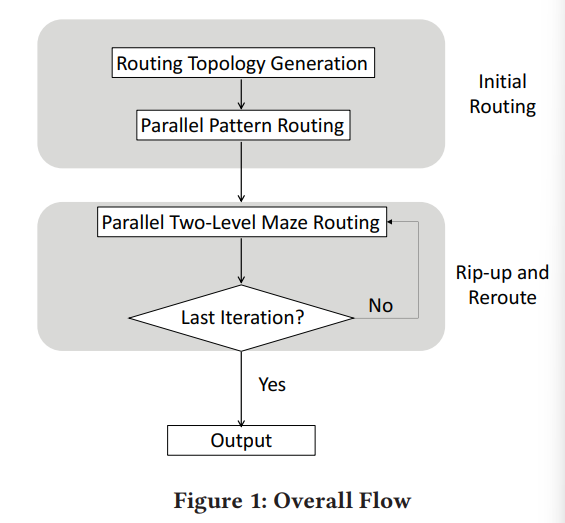 Routing Topology Generation
Initial
Routing
Parallel Pattern Routing
Parallel Two-Level Maze Routing
Rip-up and
Reroute
No
Last Iteration?
Yes
Output
Figure 1: Overall Flow